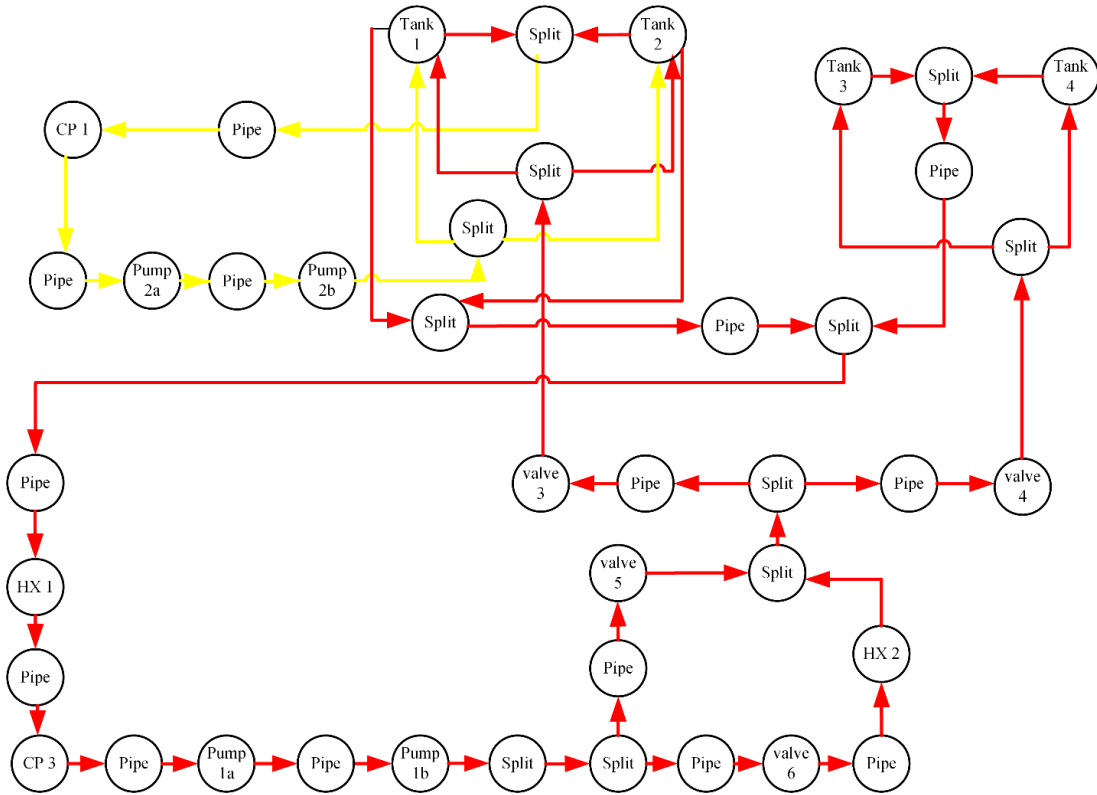 Tank
1
Split
Tank
2
Tank
3
Split
Tank
4
CP 1
Pipe
Split
Pipe
Split
Split
Pipe
Pump
2a
Pipe
Pump
2b
Split
Pipe
Split
Pipe
valve
3
Pipe
Split
Pipe
valve
4
HX 1
valve
5
Split
Pipe
Pipe
HX 2
CP 3
Pipe
Pump
1a
Pipe
Pump
1b
Split
Split
Pipe
valve
6
Pipe